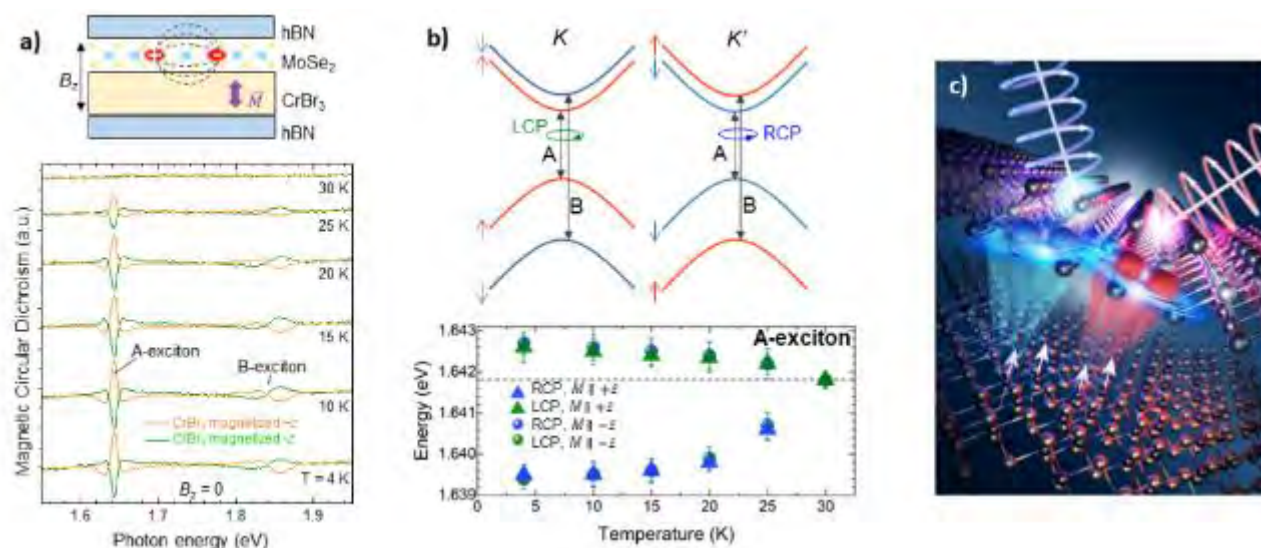 a)
hBN
MoSe₂
B_z
M
CrBr₃
hBN
Magnetic Circular Dichroism (a.u.)
30 K
25 K
20 K
15 K
A-exciton
B-exciton
10 K
CrBr₃ magnetized
CrBr₃ magnetized -z
T = 4K
B_z = 0
1.6 1.7 1.8 1.9
Photon energy (eV)
b)
K K'
LCP RCP
A A
B B
Energy (eV)
1.643
1.642
1.641
1.640
1.639
A-exciton
RCP, M ∥ +ẑ
LCP, M ∥ +ẑ
RCP, M ∥ -ẑ
LCP, M ∥ -ẑ
0 5 10 15 20 25 30
Temperature (K)
c)